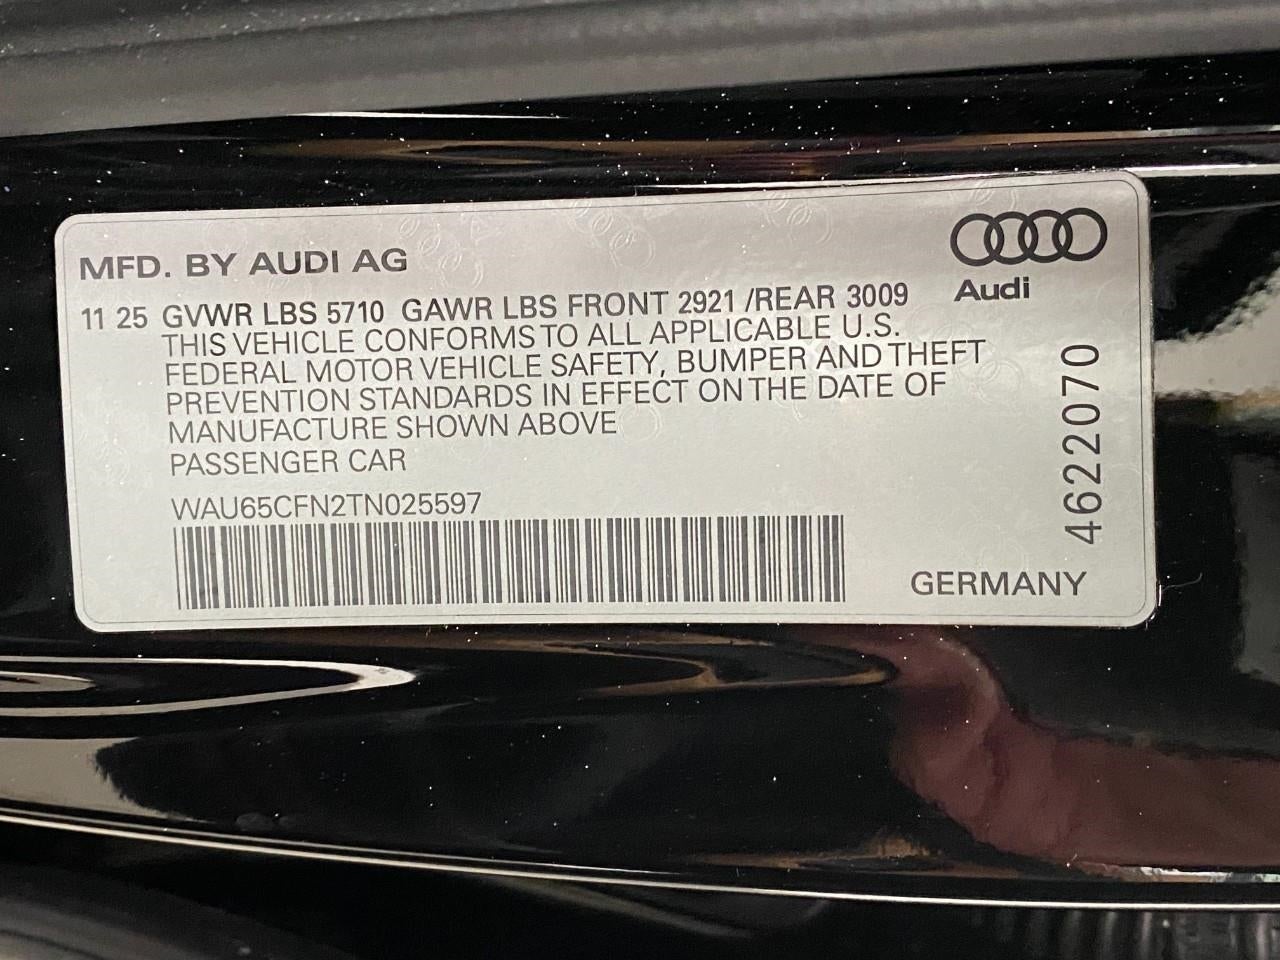 MFD. BY AUDI AG
Audi
11 25 GVWR LBS 5710 GAWR LBS FRONT 2921 /REAR 3009
THIS VEHICLE CONFORMS TO ALL APPLICABLE U.S.
FEDERAL MOTOR VEHICLE SAFETY, BUMPER AND THEFT
PREVENTION STANDARDS IN EFFECT ON THE DATE OF
MANUFACTURE SHOWN ABOVE
PASSENGER CAR
WAU65CFN2TN025597
4622070
GERMANY